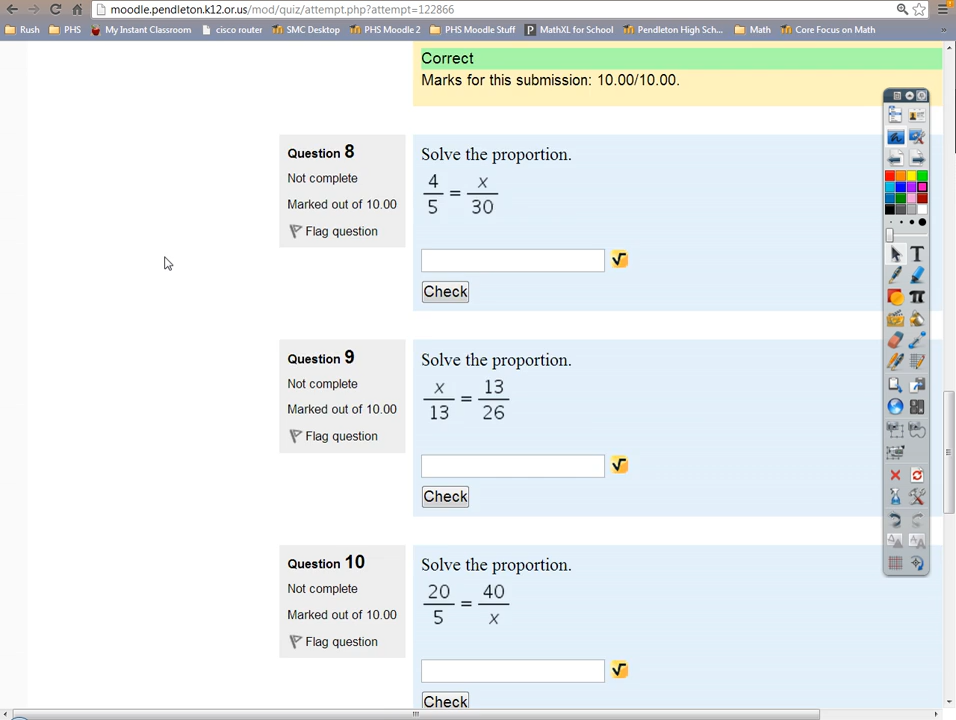 moodle.pendleton.k12.or.us/mod/quiz/attempt.php?attempt=122866
Rush PHS My Instant Classroom cisco router SMC Desktop PHS Moodle 2 PHS Moodle Stuff MathXL for School Pendleton High Sc... Math Core Focus on Math
Correct
Marks for this submission: 10.00/10.00.
Question 8
Not complete
Marked out of 10.00
Flag question
Solve the proportion.
4/5 = x/30
√
Check
Question 9
Not complete
Marked out of 10.00
Flag question
Solve the proportion.
x/13 = 13/26
√
Check
Question 10
Not complete
Marked out of 10.00
Flag question
Solve the proportion.
20/5 = 40/x
√
Check
T
π